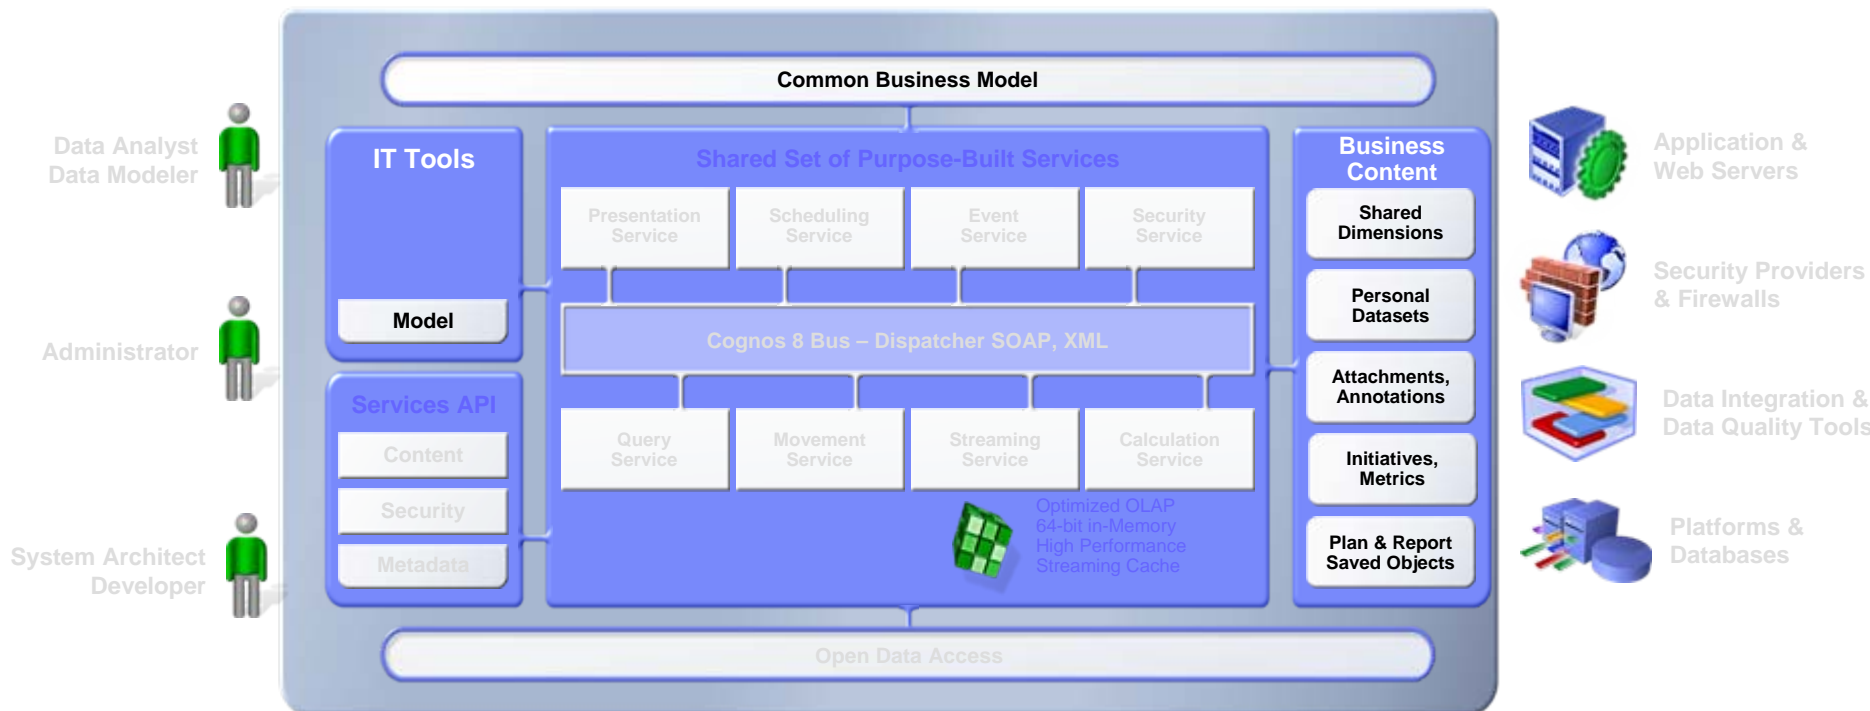 Common Business Model
Data Analyst
Data Modeler
Administrator
System Architect
Developer
IT Tools
Model
Services API
Content
Security
Metadata
Shared Set of Purpose-Built Services
Presentation
Service
Scheduling
Service
Event
Service
Security
Service
Cognos 8 Bus – Dispatcher SOAP, XML
Query
Service
Movement
Service
Streaming
Service
Calculation
Service
Optimized OLAP
64-bit in-Memory
High Performance
Streaming Cache
Business
Content
Shared
Dimensions
Personal
Datasets
Attachments,
Annotations
Initiatives,
Metrics
Plan & Report
Saved Objects
Application &
Web Servers
Security Providers
& Firewalls
Data Integration &
Data Quality Tools
Platforms &
Databases
Open Data Access